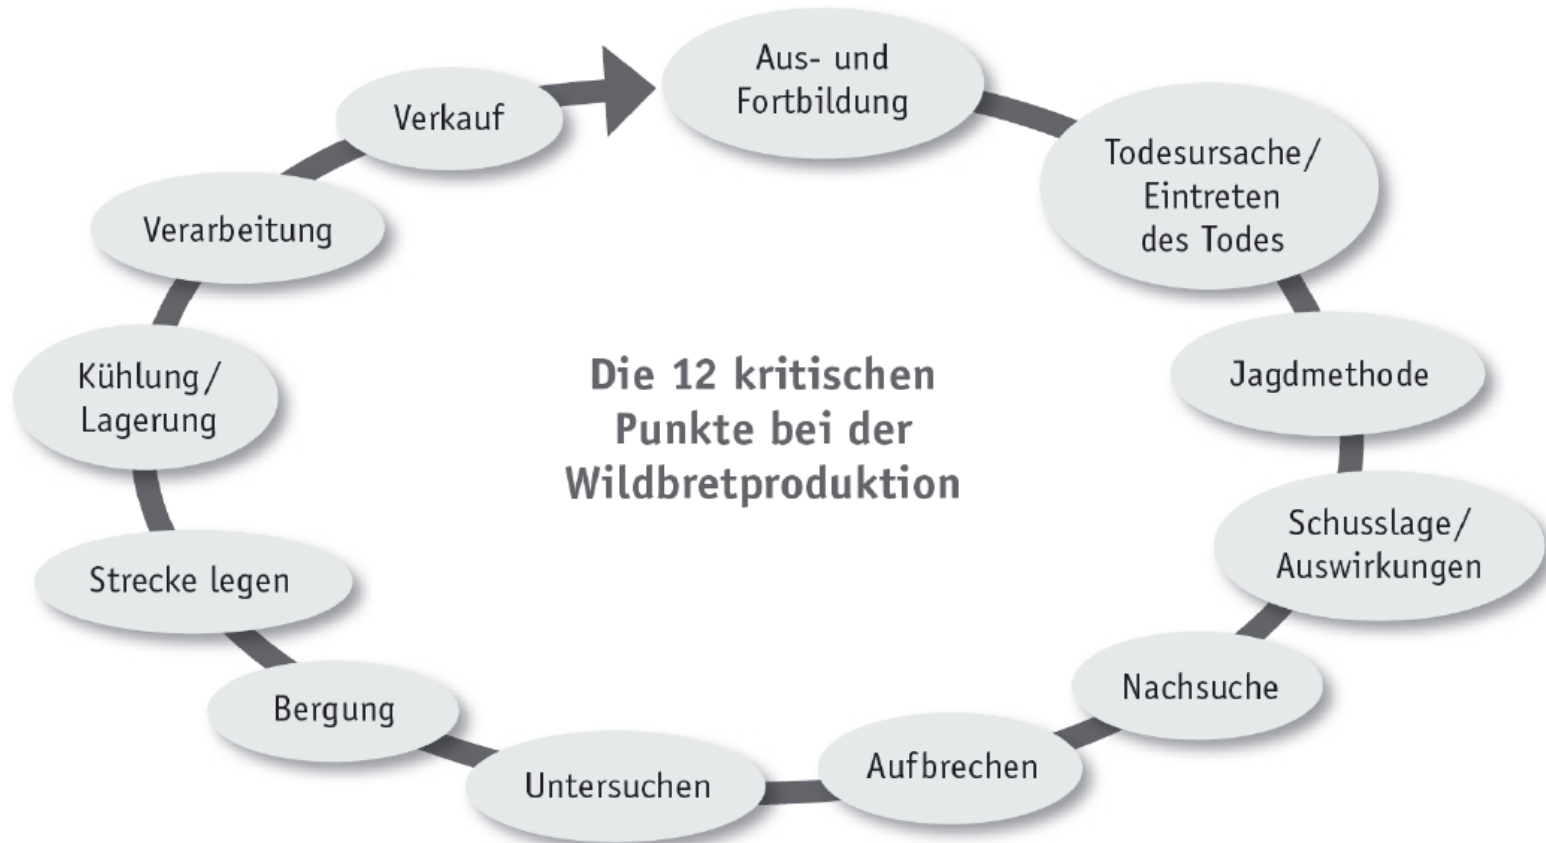 Die 12 kritischen
Punkte bei der
Wildbretproduktion
Aus- und
Fortbildung
Todesursache/
Eintreten
des Todes
Jagdmethode
Schusslage/
Auswirkungen
Nachsuche
Aufbrechen
Untersuchen
Bergung
Strecke legen
Kühlung/
Lagerung
Verarbeitung
Verkauf